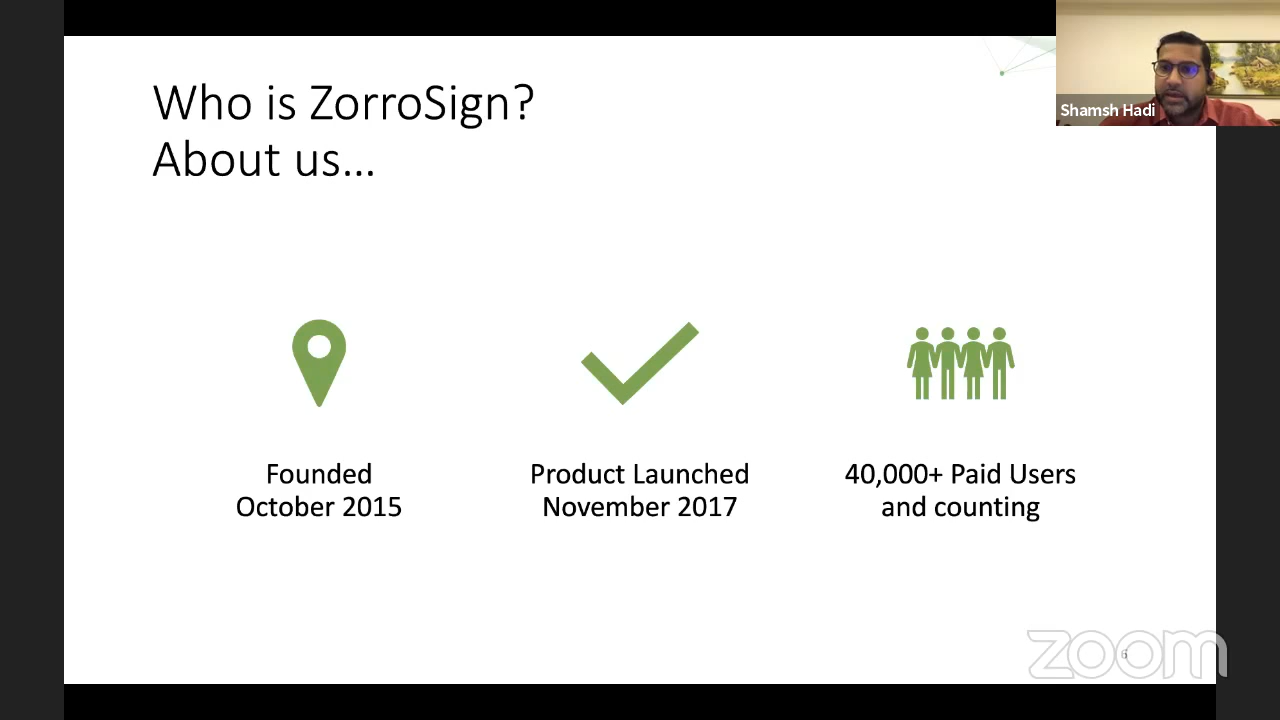 Who is ZorroSign?
About us...
Shamsh Hadi
Founded
October 2015
Product Launched
November 2017
40,000+ Paid Users
and counting
zoom
6